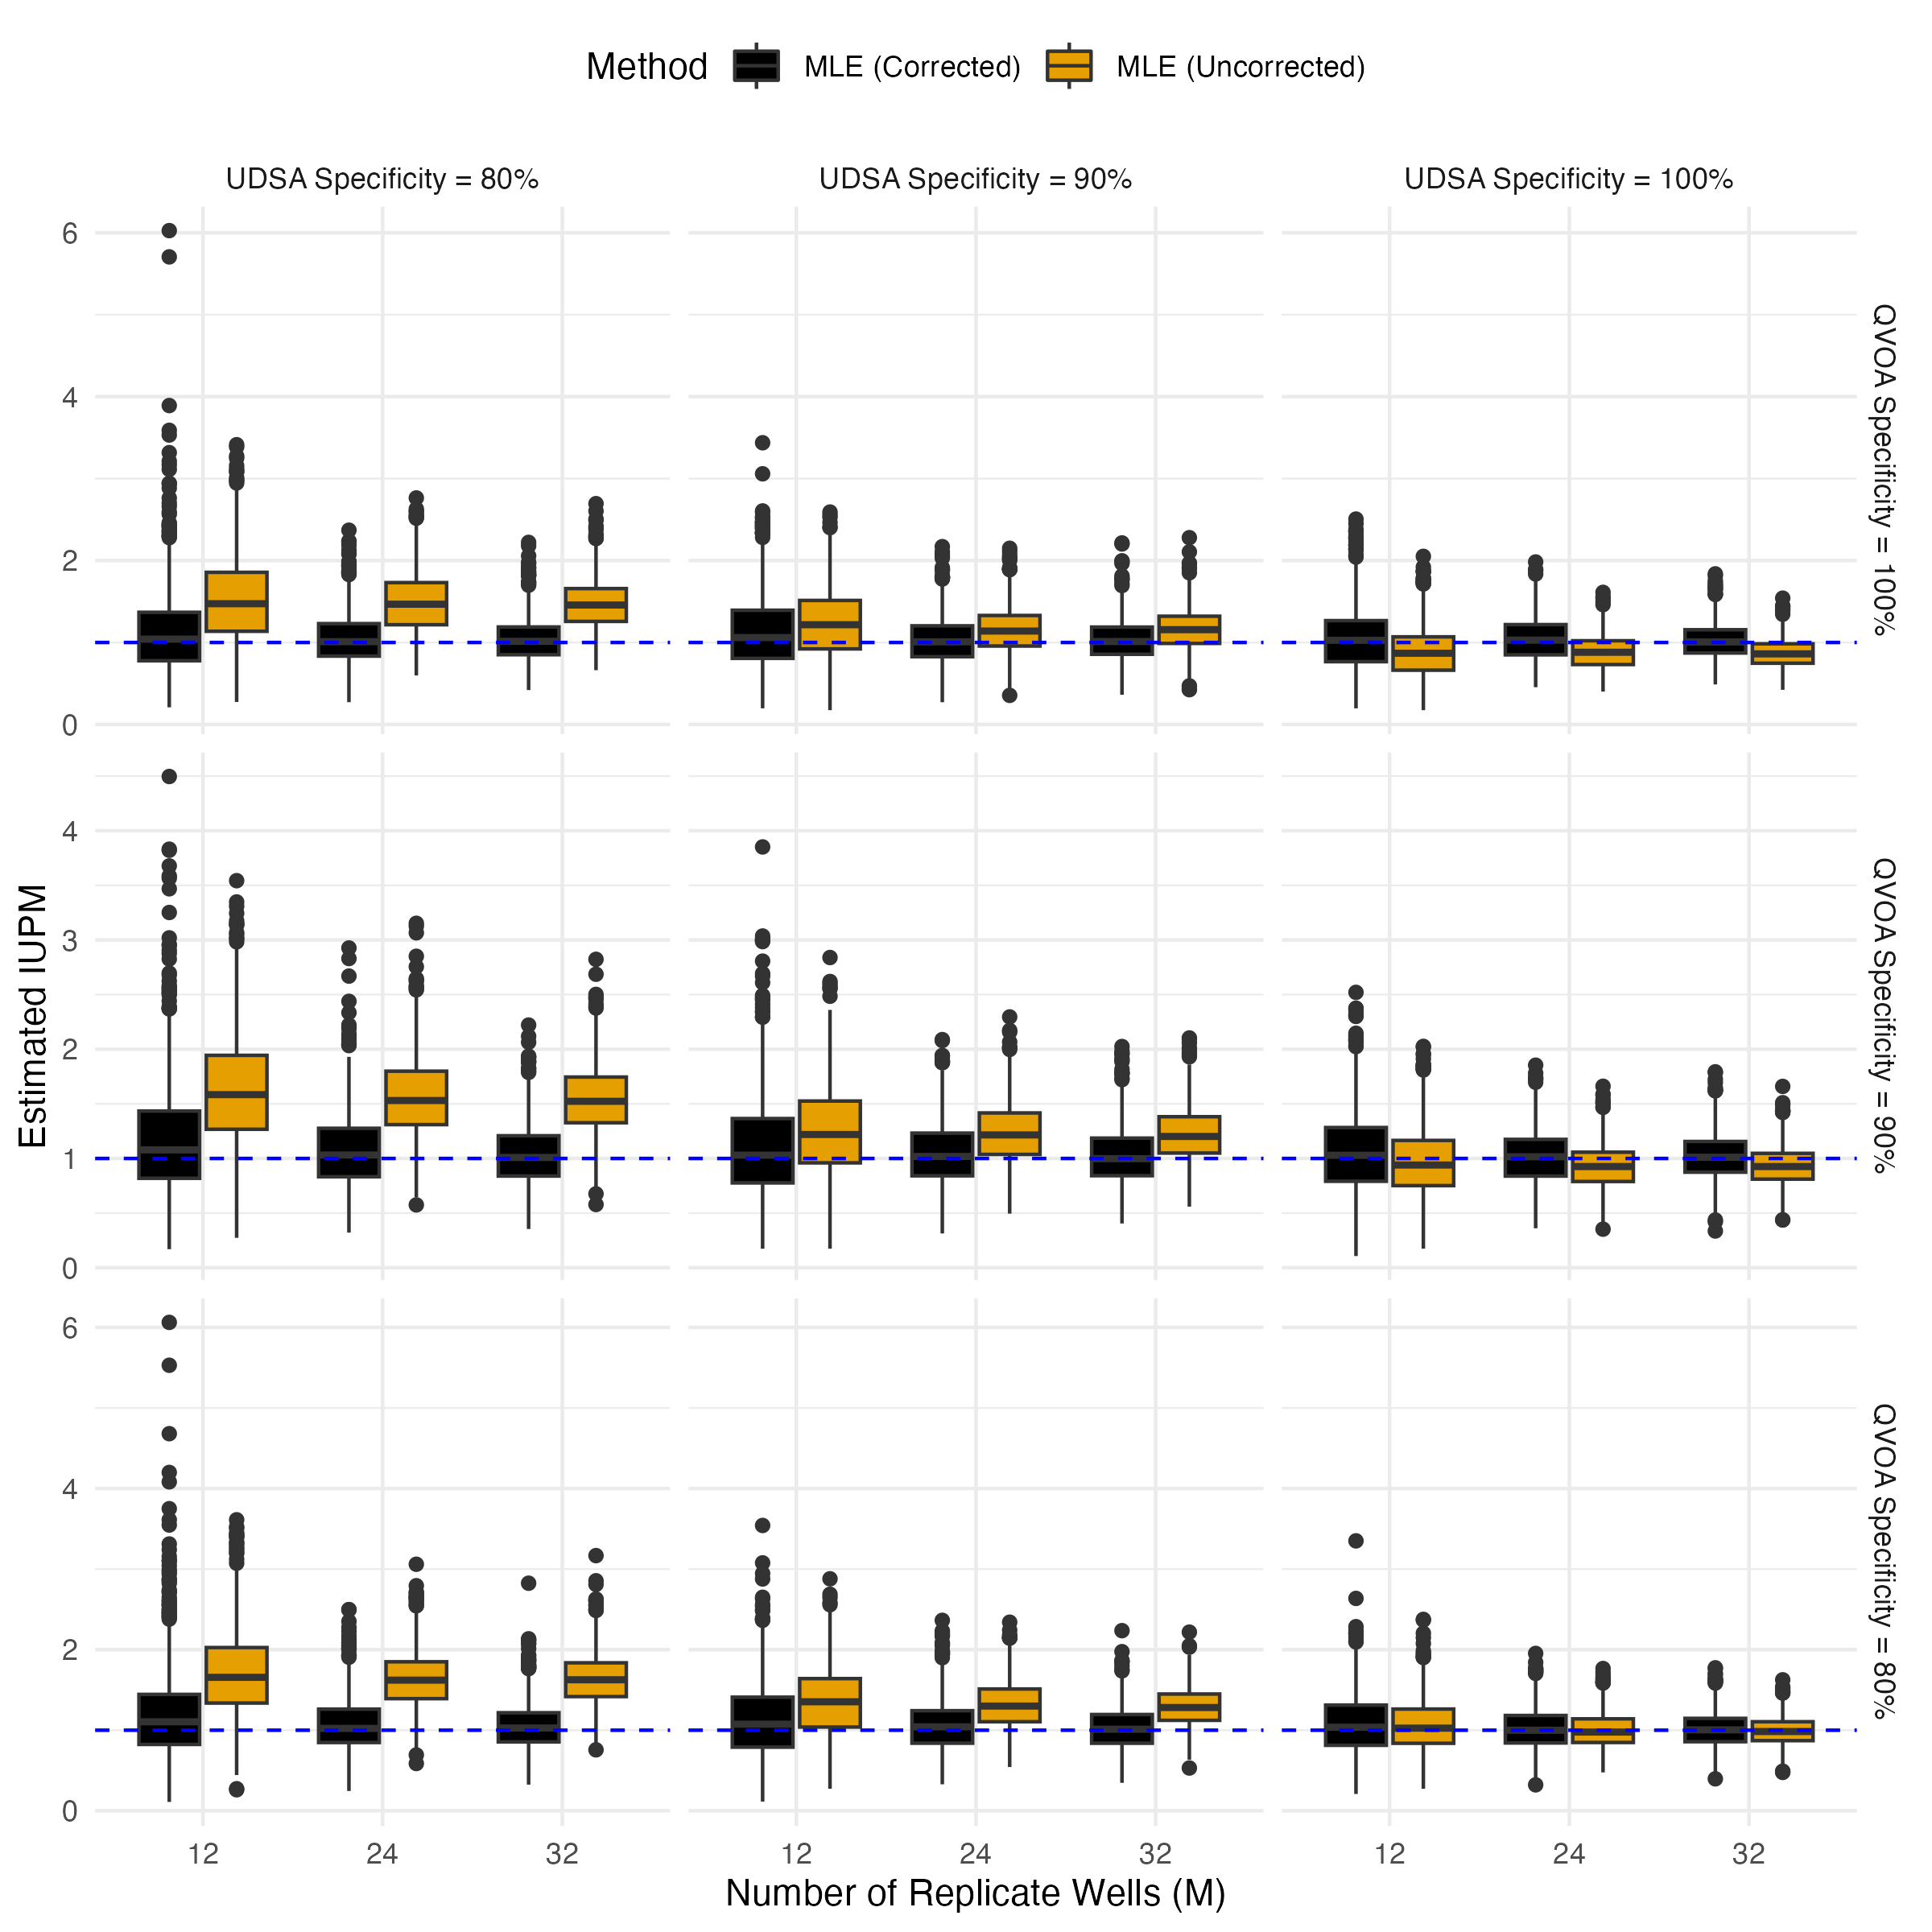 Method MLE (Corrected) MLE (Uncorrected)
UDSA Specificity = 80% UDSA Specificity = 90% UDSA Specificity = 100%
6
4
2
0
QVOA Specificity = 100%
4
3
2
1
0
QVOA Specificity = 90%
6
4
2
0
QVOA Specificity = 80%
Estimated IUPM
12 24 32 12 24 32 12 24 32
Number of Replicate Wells (M)